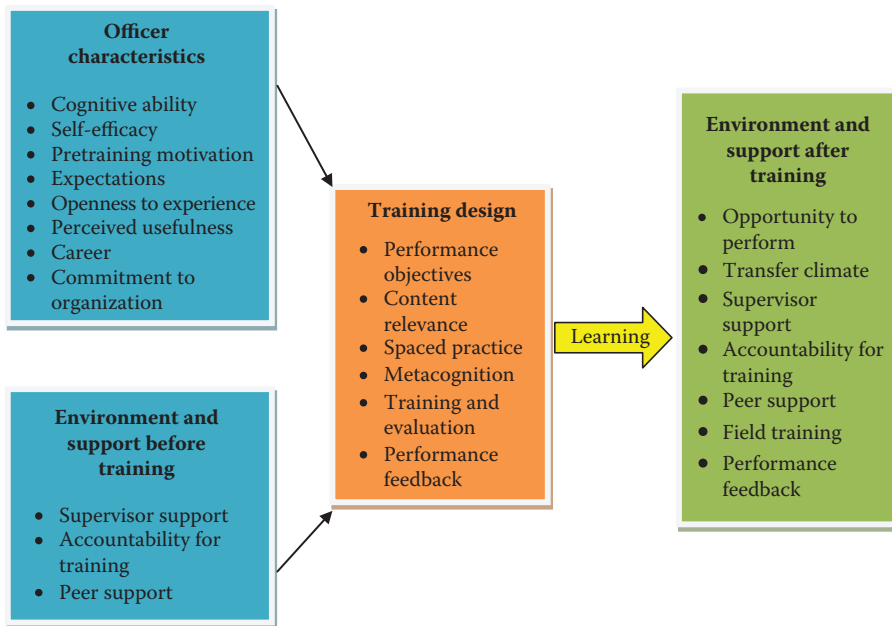 Officer
characteristics
• Cognitive ability
• Self-efficacy
• Pretraining motivation
• Expectations
• Openness to experience
• Perceived usefulness
• Career
• Commitment to
organization
Environment and
support before
training
• Supervisor support
• Accountability for
training
• Peer support
Training design
• Performance
objectives
• Content
relevance
• Spaced practice
• Metacognition
• Training and
evaluation
• Performance
feedback
Learning
Environment and
support after
training
• Opportunity to
perform
• Transfer climate
• Supervisor
support
• Accountability for
training
• Peer support
• Field training
• Performance
feedback